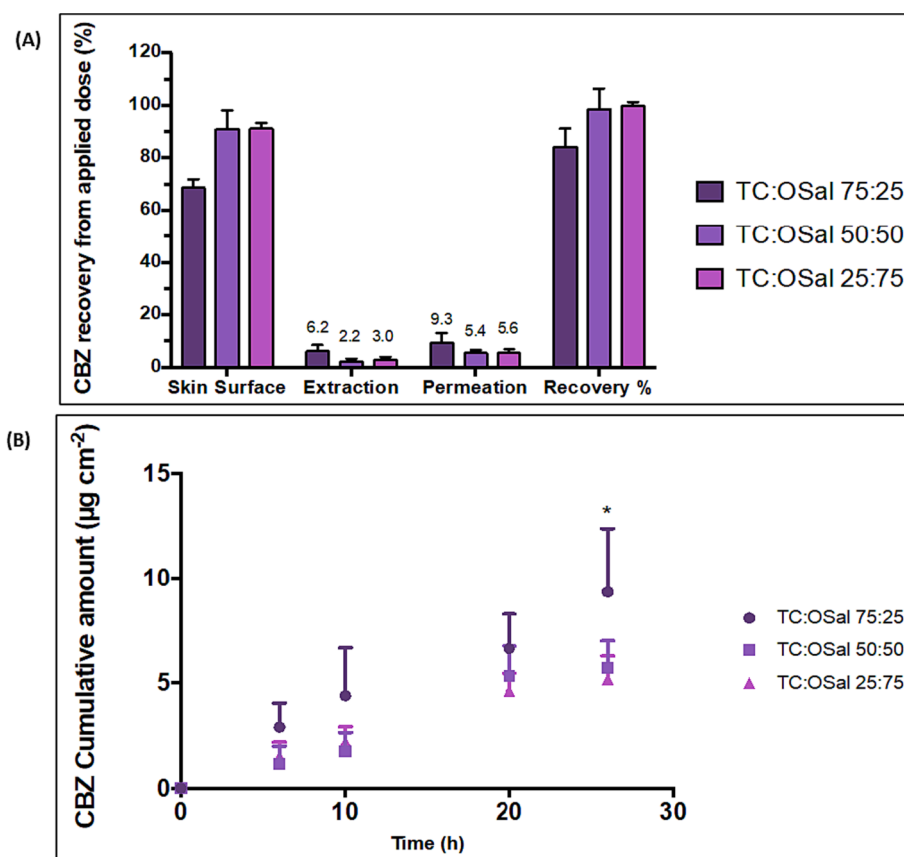 (A)
CBZ recovery from applied dose (%)
120
100
80
60
40
20
0
6.2
2.2
3.0
9.3
5.4
5.6
Skin Surface
Extraction
Permeation
Recovery %
TC:OSal 75:25
TC:OSal 50:50
TC:OSal 25:75
(B)
CBZ Cumulative amount (µg cm-2)
15
10
5
0
*
0
10
20
30
Time (h)
TC:OSal 75:25
TC:OSal 50:50
TC:OSal 25:75